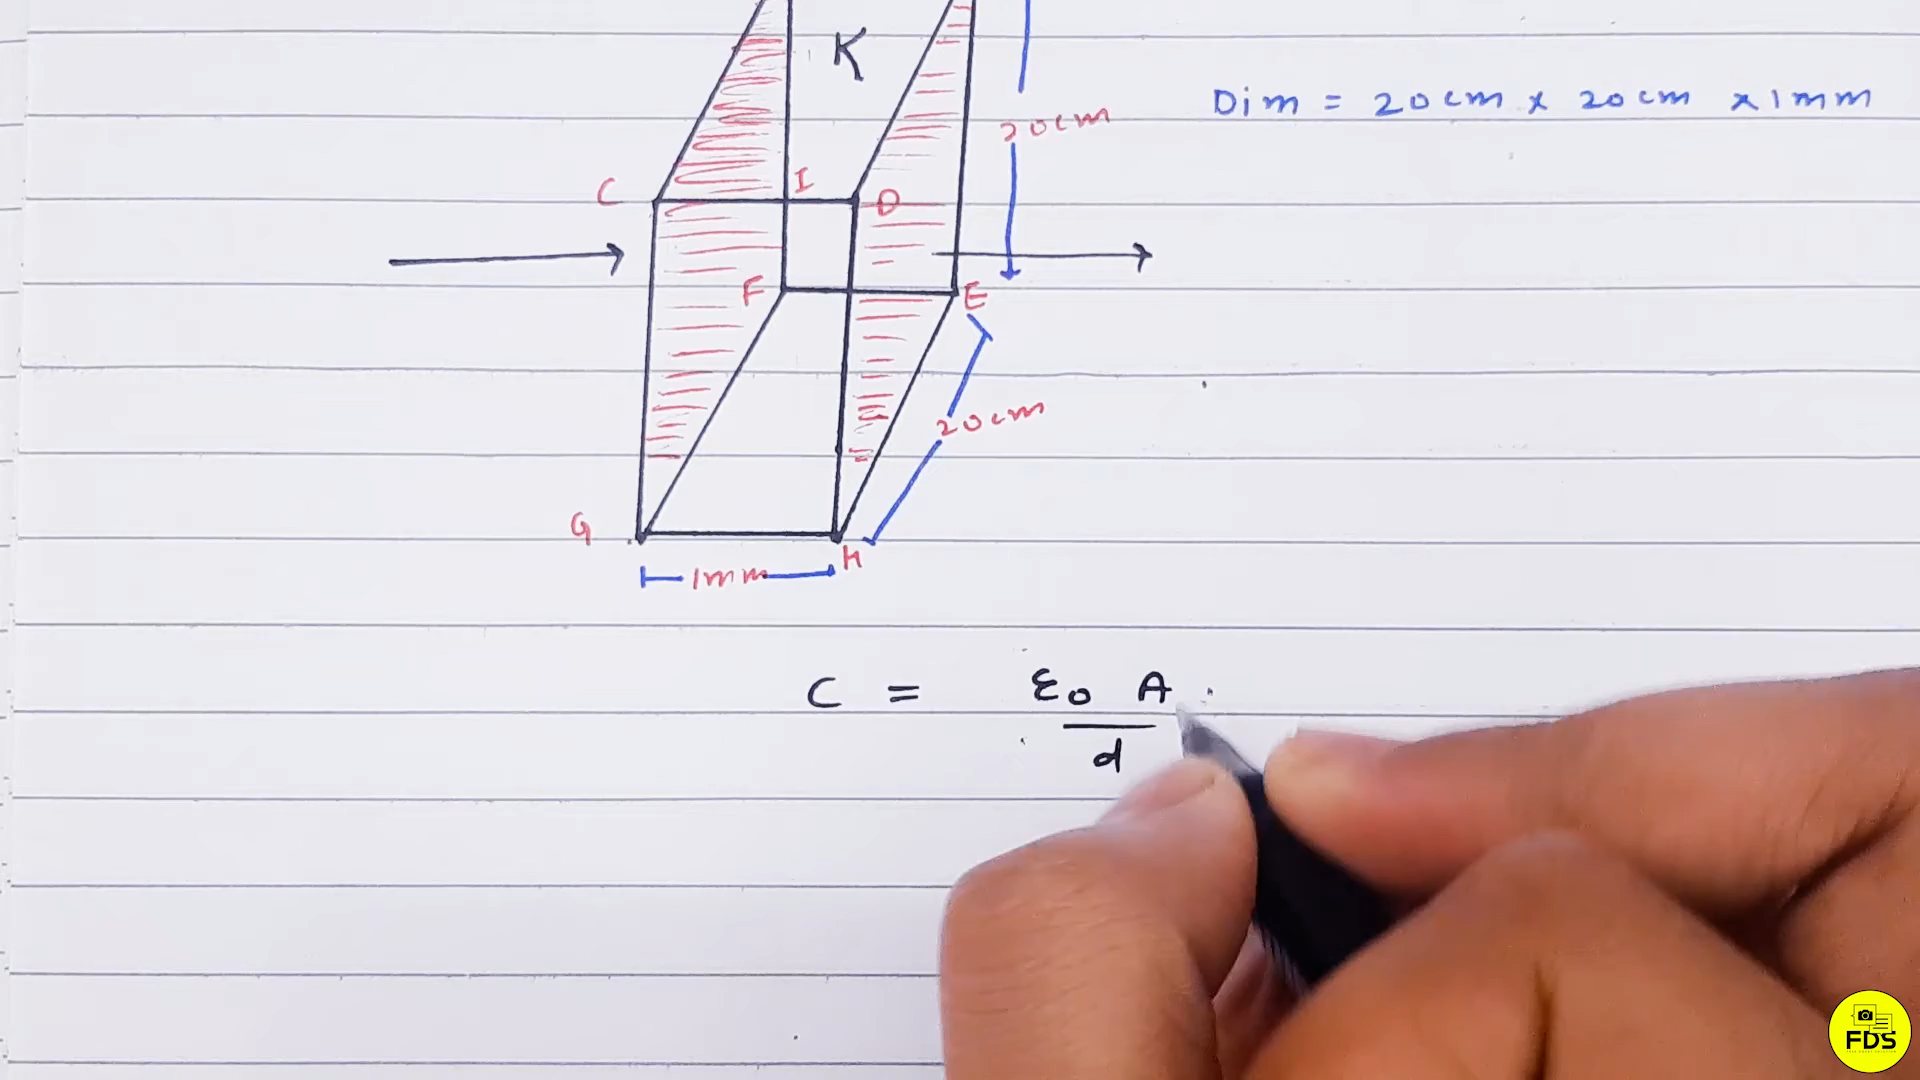 K
Dim = 20cm x 20cm x 1mm
20cm
C
I
D
F
E
20cm
G
H
1mm
C = ε0 A
d
FDS